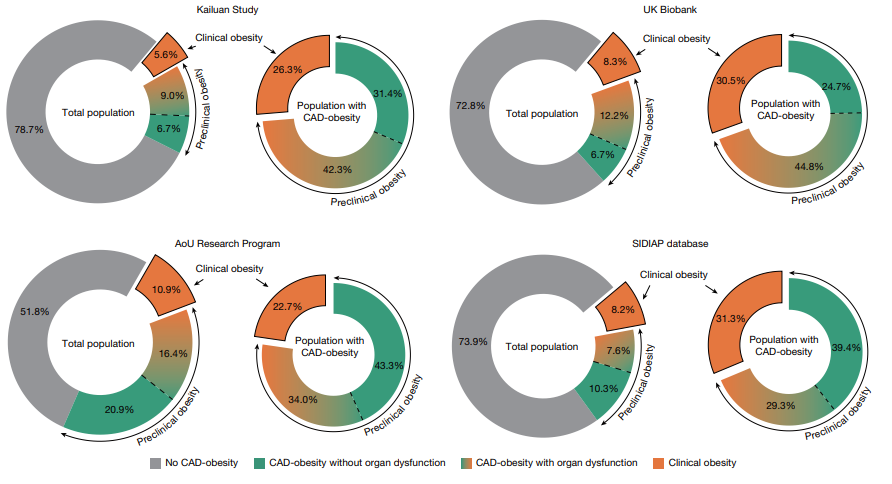 Kailuan Study
Clinical obesity
5.6%
9.0%
6.7%
78.7%
Total population
Preclinical obesity
26.3%
31.4%
42.3%
Population with
CAD-obesity
Preclinical obesity
UK Biobank
Clinical obesity
8.3%
12.2%
6.7%
72.8%
Total population
Preclinical obesity
30.5%
24.7%
44.8%
Population with
CAD-obesity
Preclinical obesity
AoU Research Program
Clinical obesity
10.9%
16.4%
20.9%
51.8%
Total population
Preclinical obesity
22.7%
43.3%
34.0%
Population with
CAD-obesity
Preclinical obesity
SIDIAP database
Clinical obesity
8.2%
7.6%
10.3%
73.9%
Total population
Preclinical obesity
31.3%
39.4%
29.3%
Population with
CAD-obesity
Preclinical obesity
No CAD-obesity
CAD-obesity without organ dysfunction
CAD-obesity with organ dysfunction
Clinical obesity